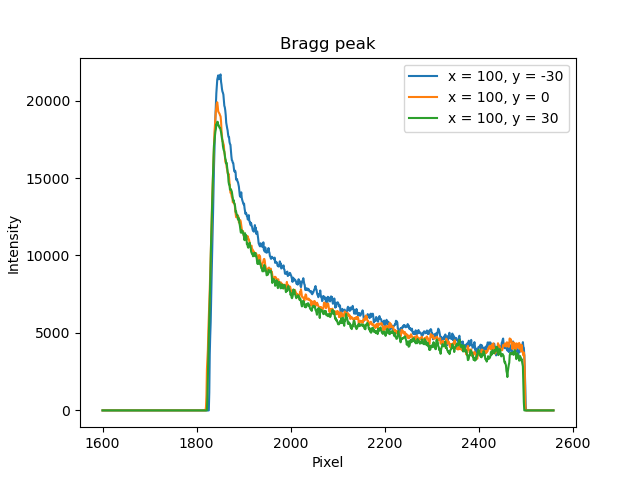 Bragg peak
x = 100, y = -30
x = 100, y = 0
x = 100, y = 30
Intensity
20000
15000
10000
5000
0
1600
1800
2000
2200
2400
2600
Pixel